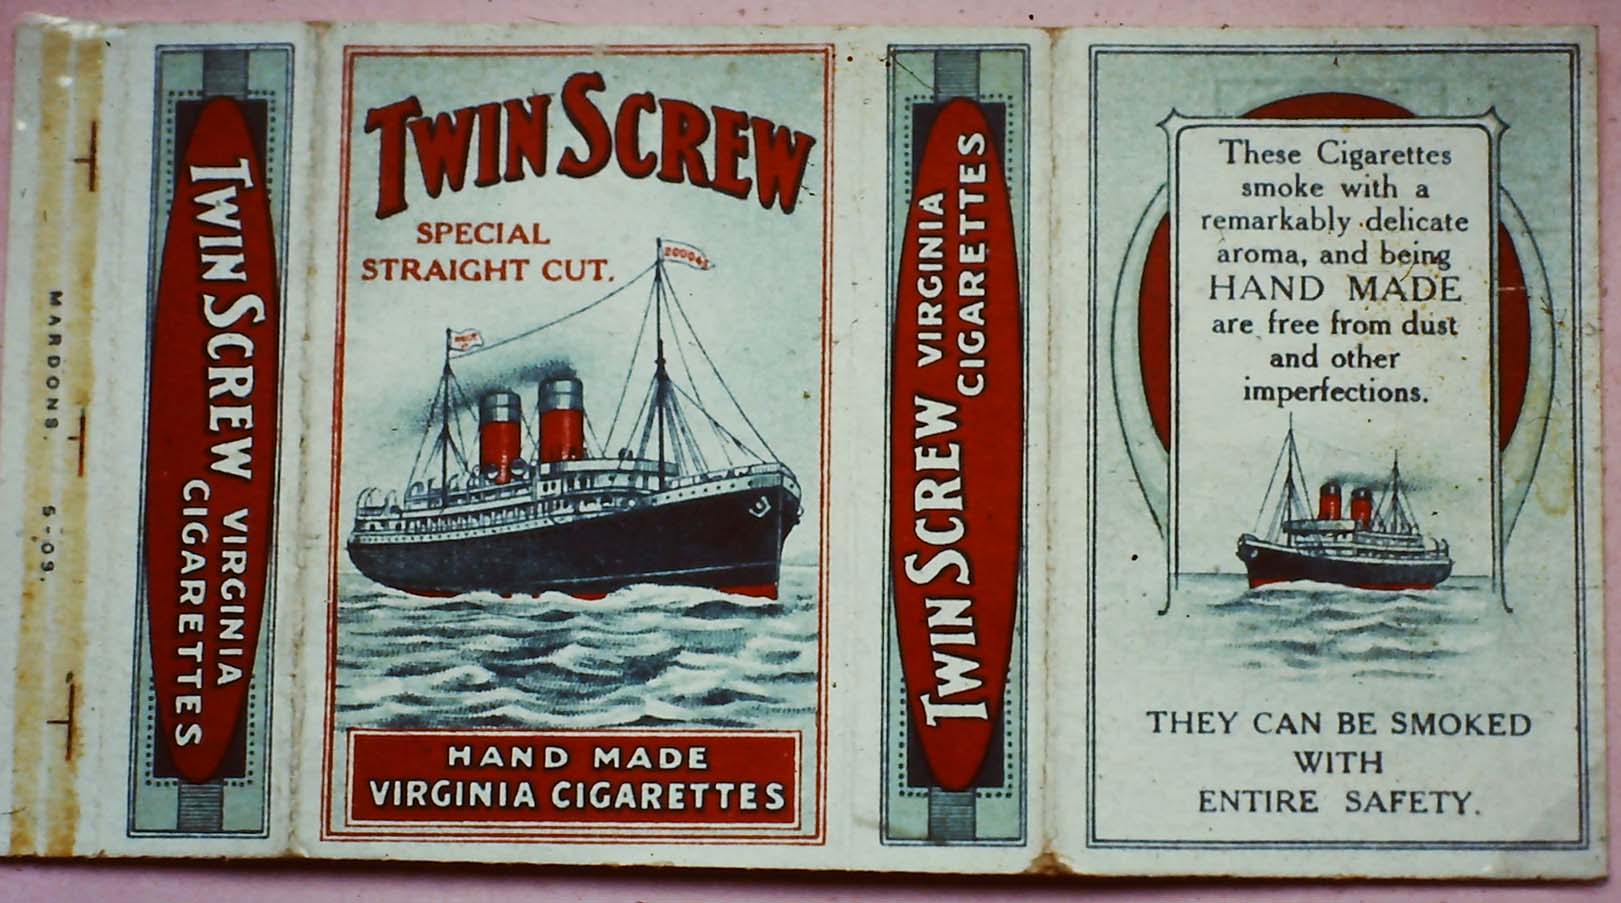 MARDONS. 5-09.
TWIN SCREW VIRGINIA
CIGARETTES
TWIN SCREW
SPECIAL
STRAIGHT CUT.
HAND MADE
VIRGINIA CIGARETTES
TWIN SCREW VIRGINIA
CIGARETTES
These Cigarettes
smoke with a
remarkably delicate
aroma, and being
HAND MADE
are free from dust
and other
imperfections.
THEY CAN BE SMOKED
WITH
ENTIRE SAFETY.